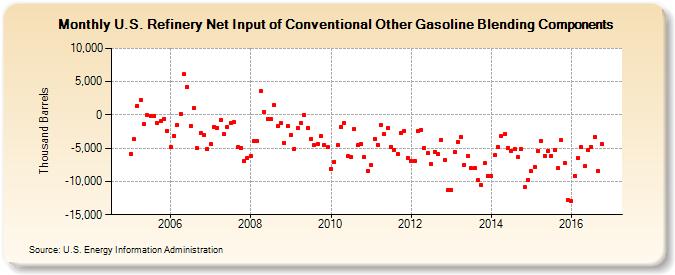 Monthly U.S. Refinery Net Input of Conventional Other Gasoline Blending Components
Thousand Barrels
10,000
5,000
0
-5,000
-10,000
-15,000
2006 2008 2010 2012 2014 2016
Source: U.S. Energy Information Administration